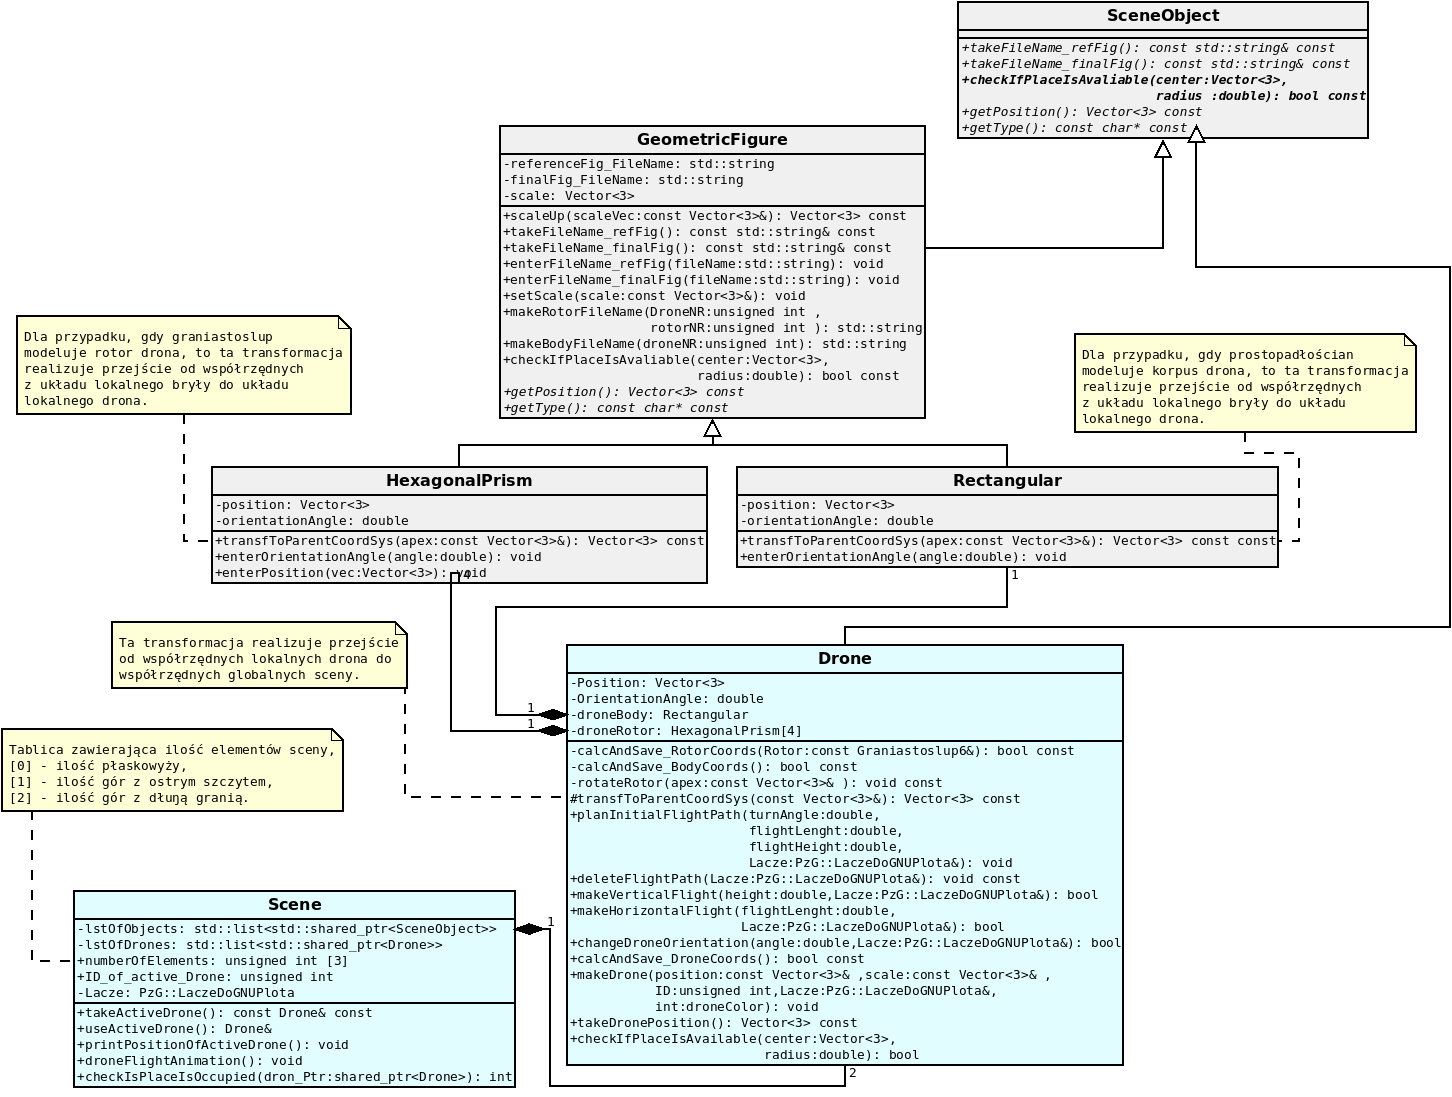 SceneObject
+takeFileName_refFig(): const std::string& const
+takeFileName_finalFig(): const std::string& const
+checkIfPlaceIsAvaliable(center:Vector<3>,
radius :double): bool const
+getPosition(): Vector<3> const
+getType(): const char* const
GeometricFigure
-referenceFig_FileName: std::string
-finalFig_FileName: std::string
-scale: Vector<3>
+scaleUp(scaleVec:const Vector<3>&): Vector<3> const
+takeFileName_refFig(): const std::string& const
+takeFileName_finalFig(): const std::string& const
+enterFileName_refFig(fileName:std::string): void
+enterFileName_finalFig(fileName:std::string): void
+setScale(scale:const Vector<3>&): void
+makeRotorFileName(DroneNR:unsigned int ,
rotorNR:unsigned int ): std::string
+makeBodyFileName(droneNR:unsigned int): std::string
+checkIfPlaceIsAvaliable(center:Vector<3>,
radius:double): bool const
+getPosition(): Vector<3> const
+getType(): const char* const
Dla przypadku, gdy graniastoslup
modeluje rotor drona, to ta transformacja
realizuje przejście od współrzędnych
z układu lokalnego bryły do układu
lokalnego drona.
Dla przypadku, gdy prostopadłościan
modeluje korpus drona, to ta transformacja
realizuje przejście od współrzędnych
z układu lokalnego bryły do układu
lokalnego drona.
HexagonalPrism
-position: Vector<3>
-orientationAngle: double
+transfToParentCoordSys(apex:const Vector<3>&): Vector<3> const
+enterOrientationAngle(angle:double): void
+enterPosition(vec:Vector<3>): void
4
Rectangular
-position: Vector<3>
-orientationAngle: double
+transfToParentCoordSys(apex:const Vector<3>&): Vector<3> const const
+enterOrientationAngle(angle:double): void
1
Ta transformacja realizuje przejście
od współrzędnych lokalnych drona do
współrzędnych globalnych sceny.
Drone
-Position: Vector<3>
-OrientationAngle: double
1
-droneBody: Rectangular
1
-droneRotor: HexagonalPrism[4]
-calcAndSave_RotorCoords(Rotor:const Graniastoslup6&): bool const
-calcAndSave_BodyCoords(): bool const
-rotateRotor(apex:const Vector<3>& ): void const
#transfToParentCoordSys(const Vector<3>&): Vector<3> const
+planInitialFlightPath(turnAngle:double,
flightLenght:double,
flightHeight:double,
Lacze:PzG::LaczeDoGNUPlota&): void
+deleteFlightPath(Lacze:PzG::LaczeDoGNUPlota&): void const
+makeVerticalFlight(height:double,Lacze:PzG::LaczeDoGNUPlota&): bool
+makeHorizontalFlight(flightLenght:double,
Lacze:PzG::LaczeDoGNUPlota&): bool
+changeDroneOrientation(angle:double,Lacze:PzG::LaczeDoGNUPlota&): bool
+calcAndSave_DroneCoords(): bool const
+makeDrone(position:const Vector<3>& ,scale:const Vector<3>& ,
ID:unsigned int,Lacze:PzG::LaczeDoGNUPlota&,
int:droneColor): void
+takeDronePosition(): Vector<3> const
+checkIfPlaceIsAvailable(center:Vector<3>,
radius:double): bool
2
Tablica zawierająca ilość elementów sceny,
[0] - ilość płaskowyży,
[1] - ilość gór z ostrym szczytem,
[2] - ilość gór z dłuŋą granią.
Scene
-lstOfObjects: std::list<std::shared_ptr<SceneObject>>
-lstOfDrones: std::list<std::shared_ptr<Drone>>
+numberOfElements: unsigned int [3]
+ID_of_active_Drone: unsigned int
-Lacze: PzG::LaczeDoGNUPlota
+takeActiveDrone(): const Drone& const
+useActiveDrone(): Drone&
+printPositionOfActiveDrone(): void
+droneFlightAnimation(): void
+checkIsPlaceIsOccupied(dron_Ptr:shared_ptr<Drone>): int
1